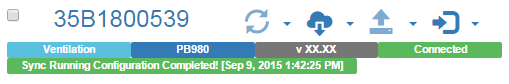 35B1800539
Ventilation PB980 v XX.XX Connected
Sync Running Configuration Completed! [Sep 9, 2015 1:42:25 PM]